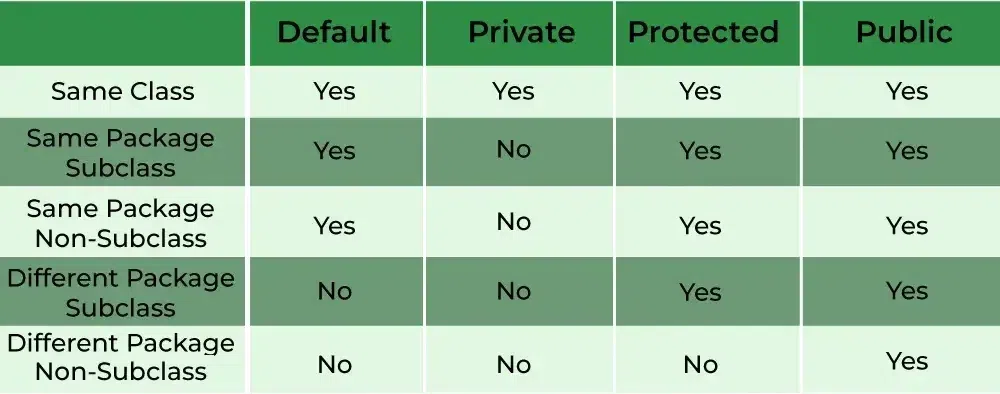 Default Private Protected Public
Same Class Yes Yes Yes Yes
Same Package
Subclass Yes No Yes Yes
Same Package
Non-Subclass Yes No Yes Yes
Different Package
Subclass No No Yes Yes
Different Package
Non-Subclass No No No Yes